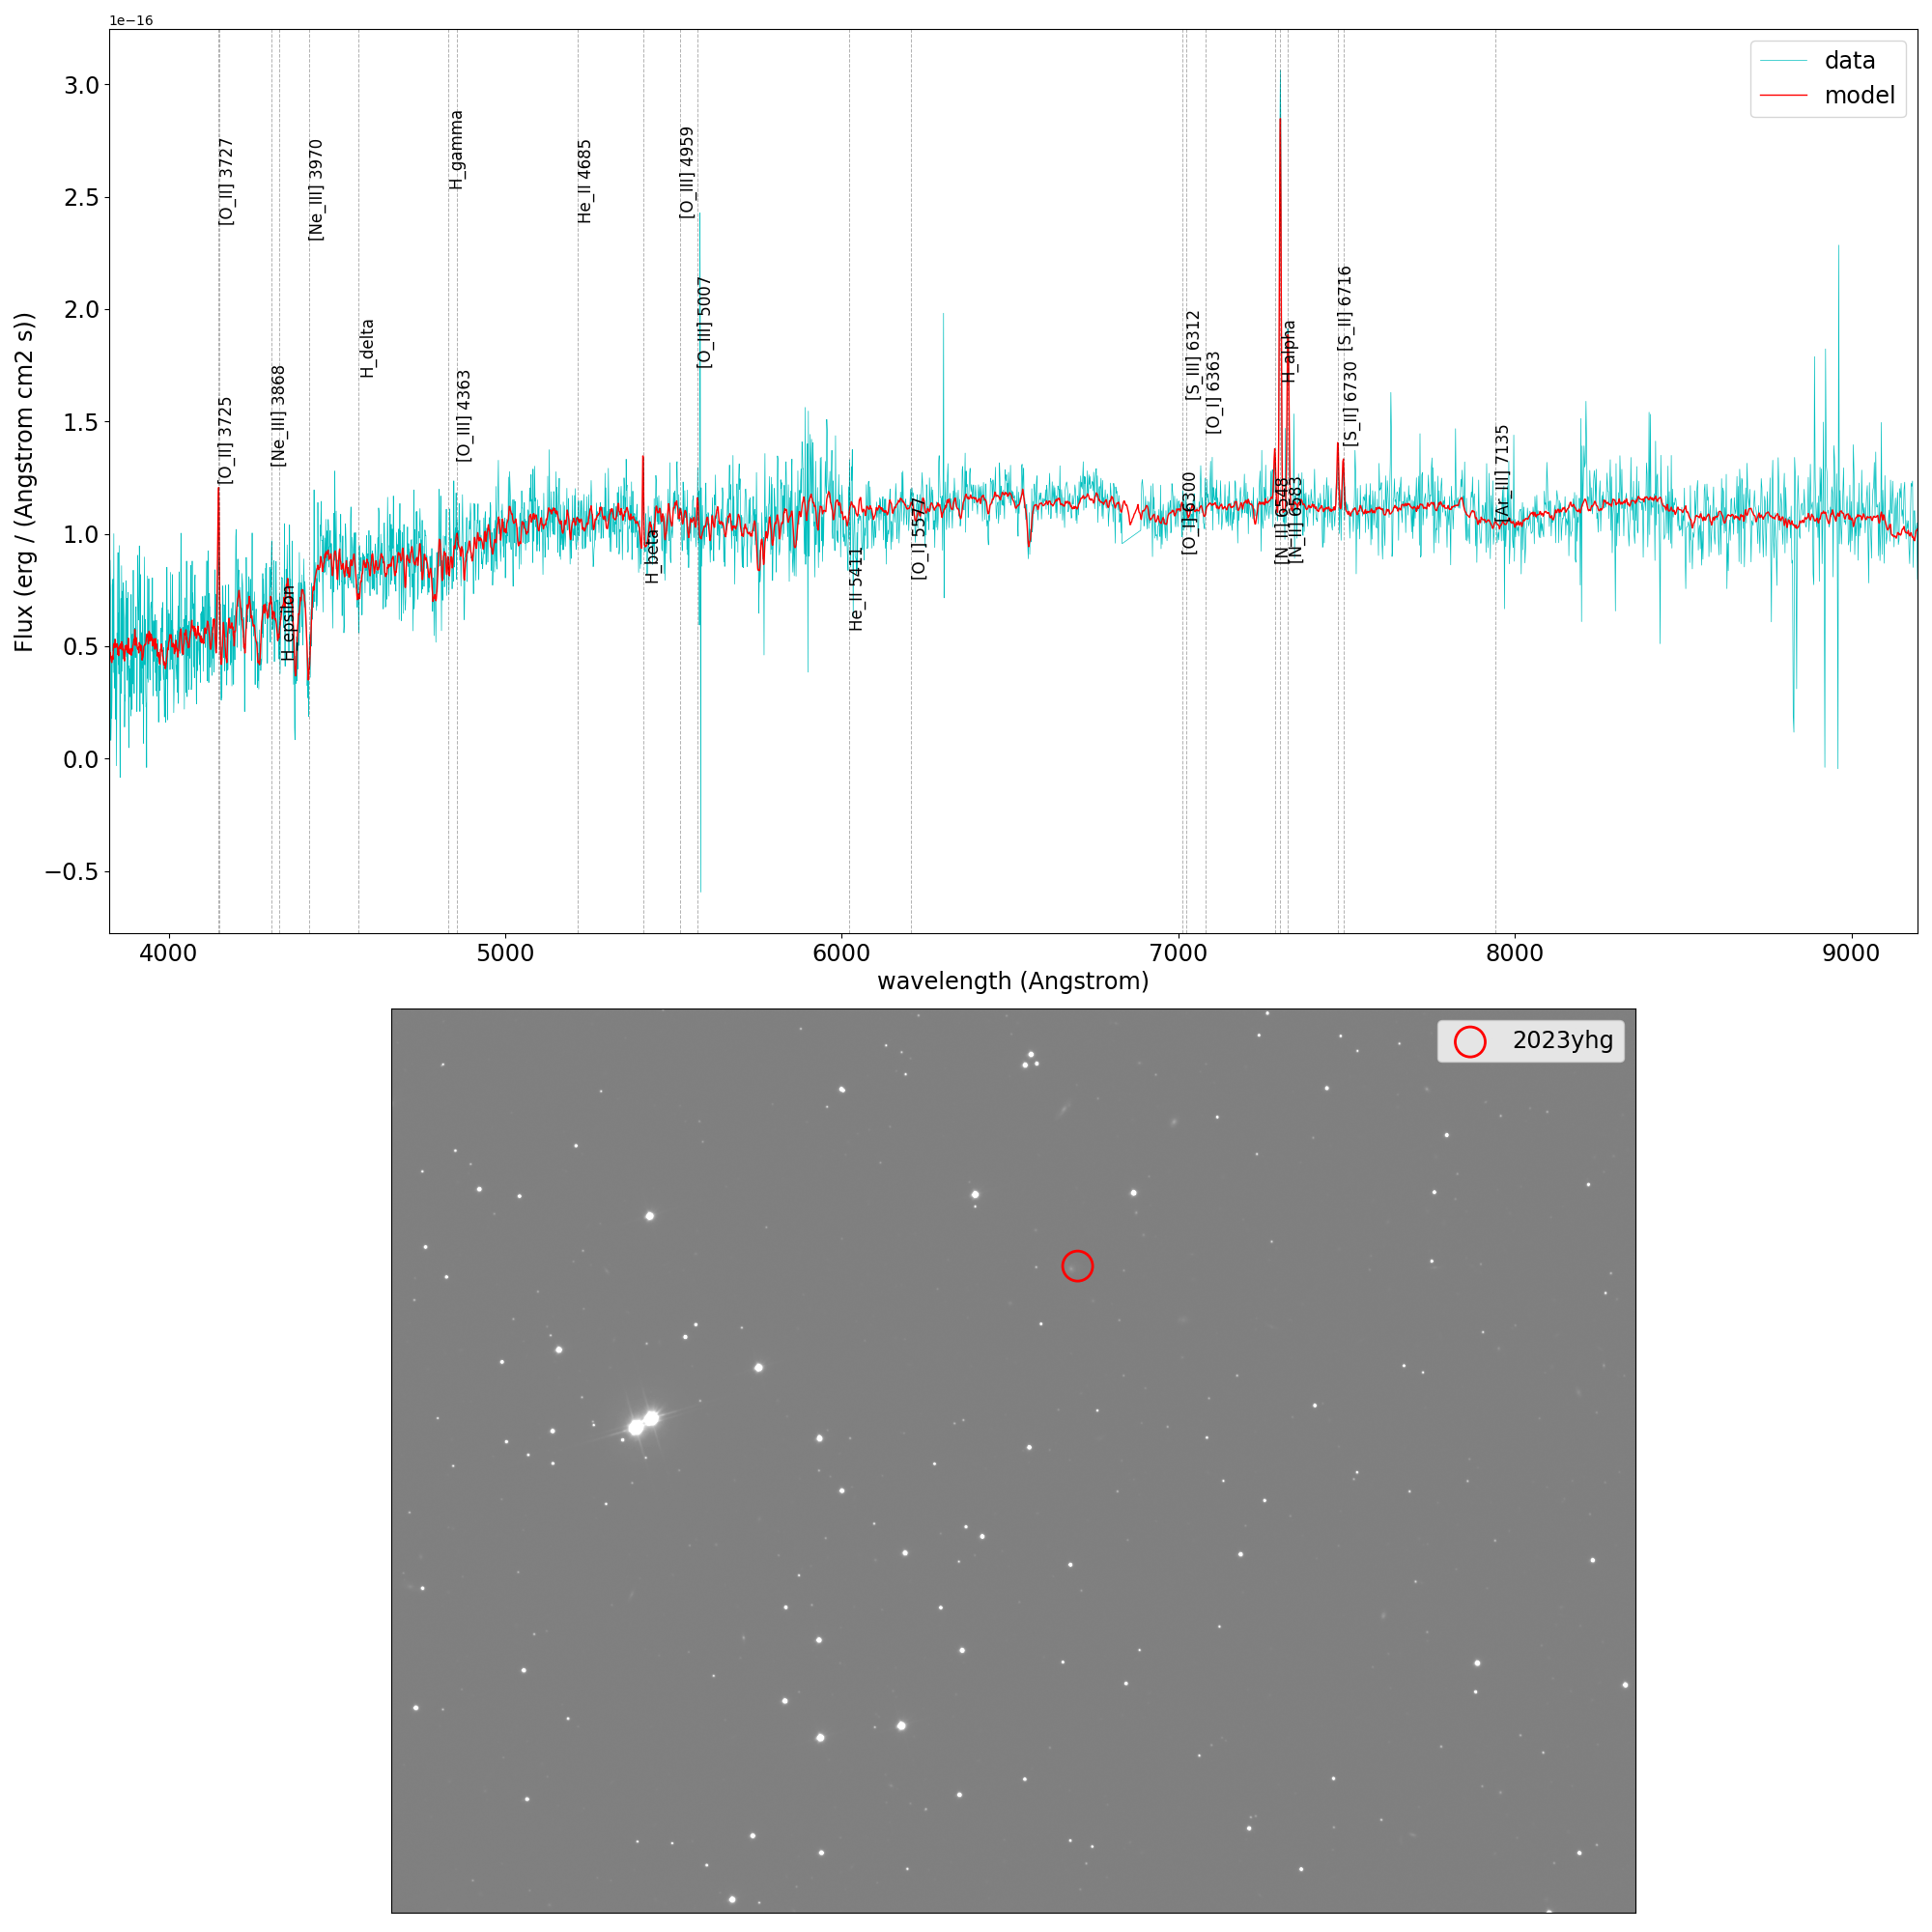 1e−16
data
model
Flux (erg / (Angstrom cm2 s))
3.0
2.5
2.0
1.5
1.0
0.5
0.0
−0.5
[O_II] 3727
[O_II] 3725
[Ne_III] 3868
H_epsilon
[Ne_III] 3970
H_delta
H_gamma
[O_III] 4363
He_II 4685
H_beta
[O_III] 4959
[O_III] 5007
He_II 5411
[O_I] 5577
[O_I] 6300
[S_III] 6312
[O_I] 6363
[N_II] 6548
H_alpha
[N_II] 6583
[S_II] 6716
[S_II] 6730
[Ar_III] 7135
4000 5000 6000 7000 8000 9000
wavelength (Angstrom)
2023yhg